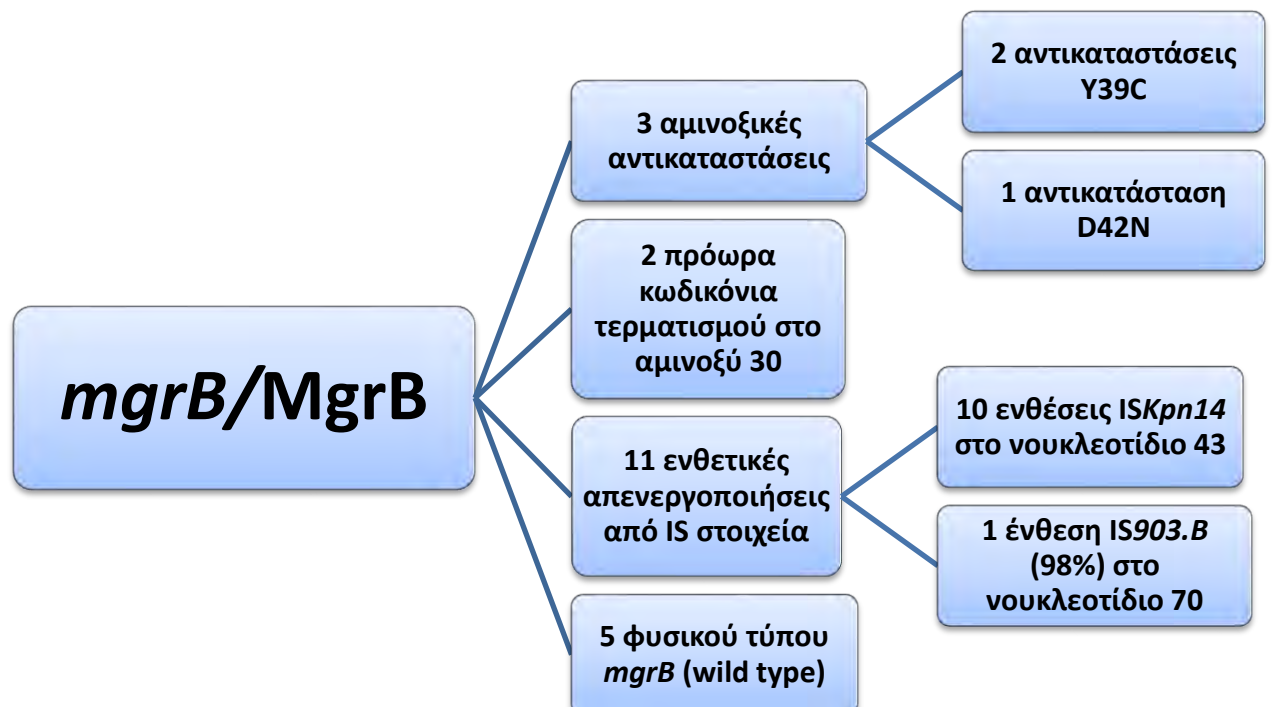 mgrB/MgrB
3 αμινοξικές
αντικαταστάσεις
2 αντικαταστάσεις
Y39C
1 αντικατάσταση
D42N
2 πρόωρα
κωδικόνια
τερματισμού στο
αμινοξύ 30
11 ενθετικές
απενεργοποιήσεις
από IS στοιχεία
10 ενθέσεις ISKpn14
στο νουκλεοτίδιο 43
1 ένθεση IS903.B
(98%) στο
νουκλεοτίδιο 70
5 φυσικού τύπου
mgrB (wild type)